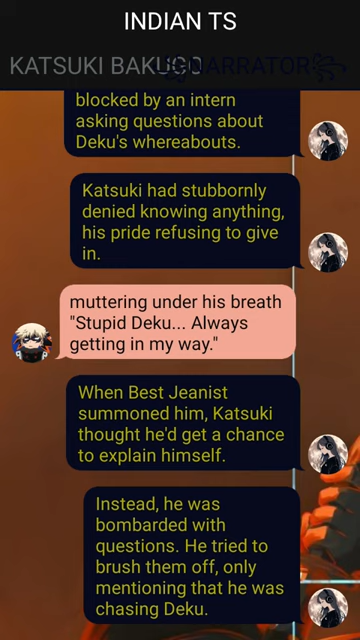 INDIAN TS
KATSUKI BAKUGO
NARRATOR
blocked by an intern
asking questions about
Deku's whereabouts.
Katsuki had stubbornly
denied knowing anything,
his pride refusing to give
in.
muttering under his breath
"Stupid Deku... Always
getting in my way."
When Best Jeanist
summoned him, Katsuki
thought he'd get a chance
to explain himself.
Instead, he was
bombarded with
questions. He tried to
brush them off, only
mentioning that he was
chasing Deku.